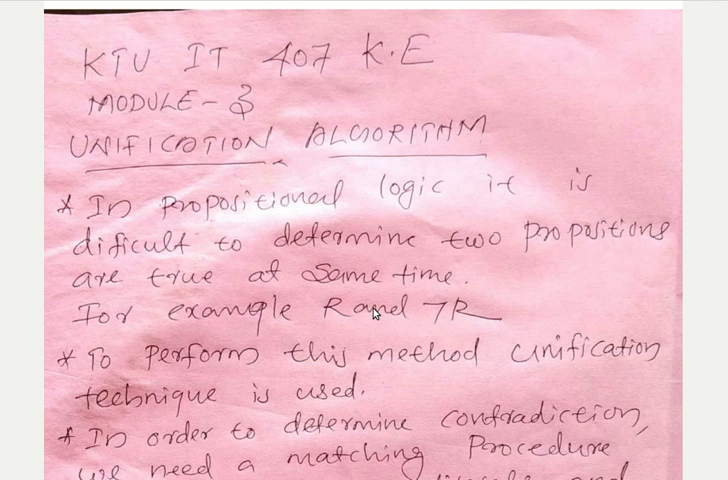 KTU IT 407 K.E
MODULE-3
UNIFICATION ALGORITHM
* In propositional logic it is
dificult to determine two propositions
are true at same time.
For example R and ¬R
* To perform this method unification
technique is used.
* In order to determine contradiction,
we need a matching procedure
and